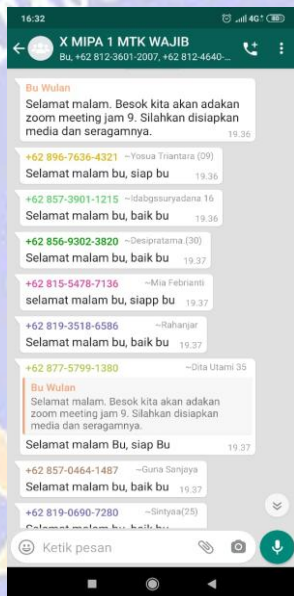 16:32
4G+
X MIPA 1 MTK WAJIB
Bu, +62 812-3601-2007, +62 812-4640-...
Bu Wulan
Selamat malam. Besok kita akan adakan
zoom meeting jam 9. Silahkan disiapkan
media dan seragamnya.
19.36
+62 896-7636-4321 ~Yosua Triantara (09)
Selamat malam bu, siap bu 19.36
+62 857-3901-1215 ~Idabgssuryadana 16
Selamat malam bu, baik bu 19.36
+62 856-9302-3820 ~Desipratama.(30)
Selamat malam bu, baik bu 19.37
+62 815-5478-7136 ~Mia Febrianti
selamat malam bu, siapp bu 19.37
+62 819-3518-6586 ~Rahanjar
Selamat malam bu, baik bu 19.37
+62 877-5799-1380 ~Dita Utami 35
Bu Wulan
Selamat malam. Besok kita akan adakan
zoom meeting jam 9. Silahkan disiapkan
media dan seragamnya.
Selamat malam Bu, siap Bu 19.37
+62 857-0464-1487 ~Guna Sanjaya
Selamat malam bu, baik bu 19.37
+62 819-0690-7280 ~Sintyaa(25)
Selamat malam bu, baik bu
Ketik pesan